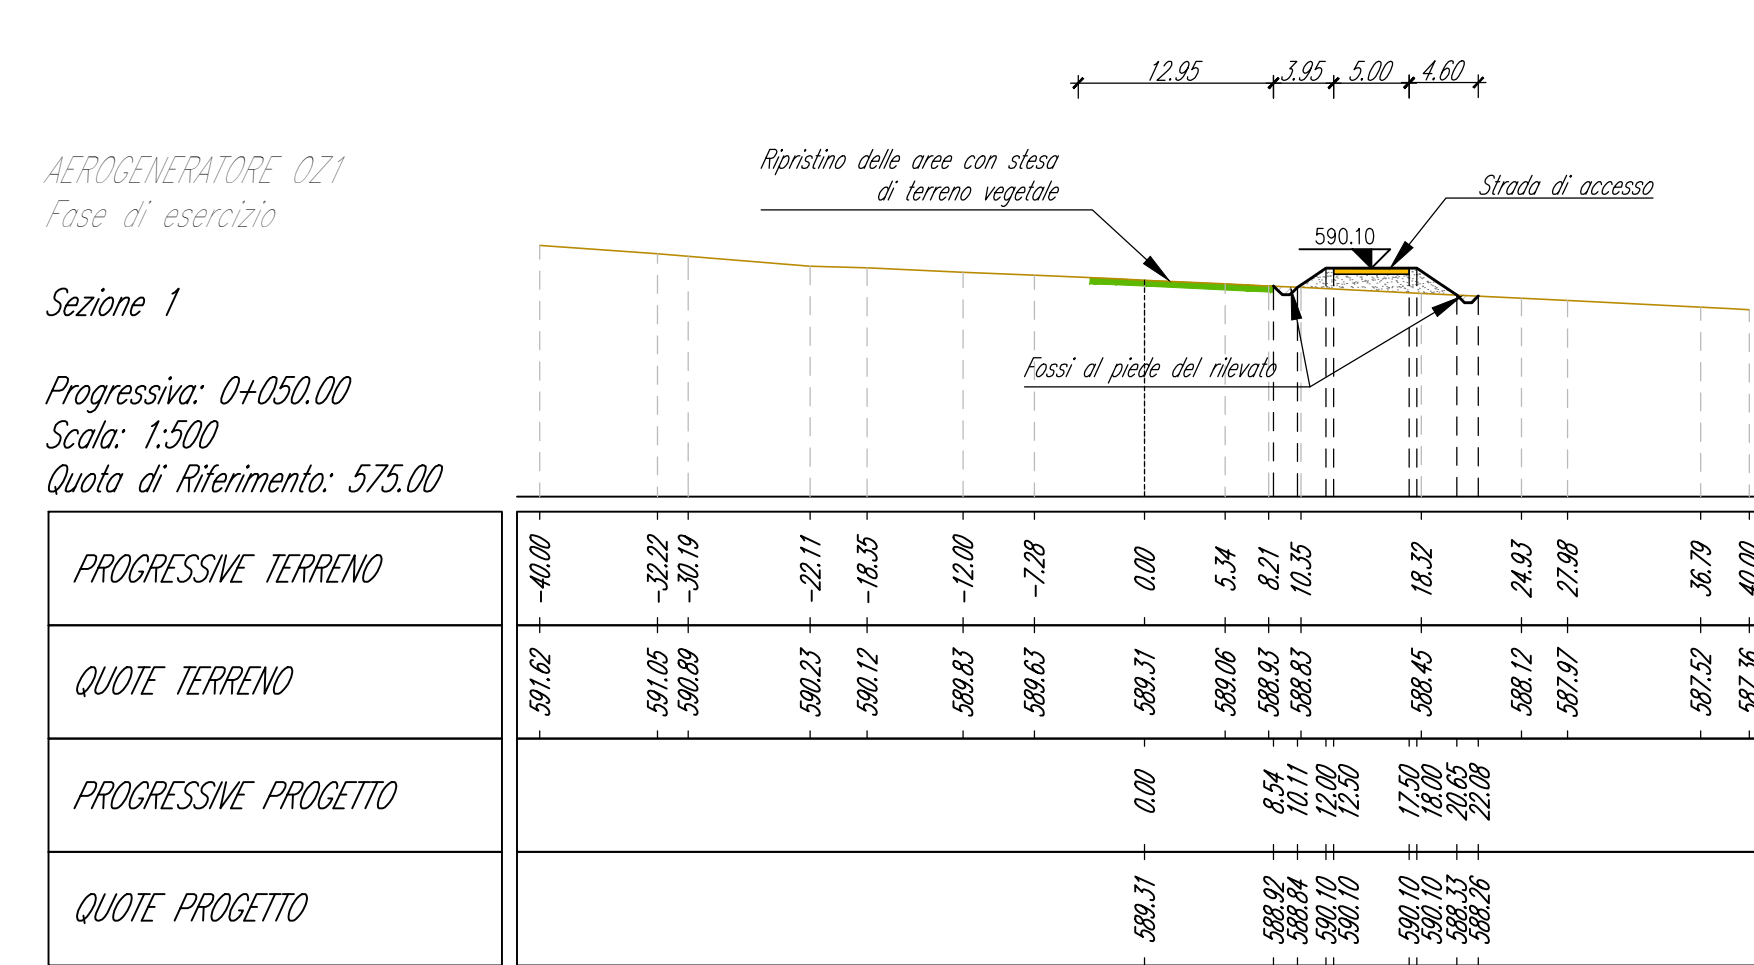 12.95 3.95 5.00 4.60
AEROGENERATORE OZ1
Fase di esercizio
Ripristino delle aree con stesa
di terreno vegetale
Strada di accesso
590.10
Sezione 1
Fossi al piede del rilevato
Progressiva: 0+050.00
Scala: 1:500
Quota di Riferimento: 575.00
PROGRESSIVE TERRENO
-40.00 -32.22 -30.19 -22.11 -18.35 -12.00 -7.28 0.00 5.34 8.21 10.35 18.32 24.93 27.98 36.79 40.00
QUOTE TERRENO
591.62 591.05 590.89 590.23 590.12 589.83 589.63 589.31 589.06 588.93 588.83 588.45 588.12 587.97 587.52 587.36
PROGRESSIVE PROGETTO
0.00 8.54 10.11 12.00 12.50 17.50 18.00 20.65 22.08
QUOTE PROGETTO
589.31 588.92 588.84 590.10 590.10 590.10 590.10 588.33 588.26